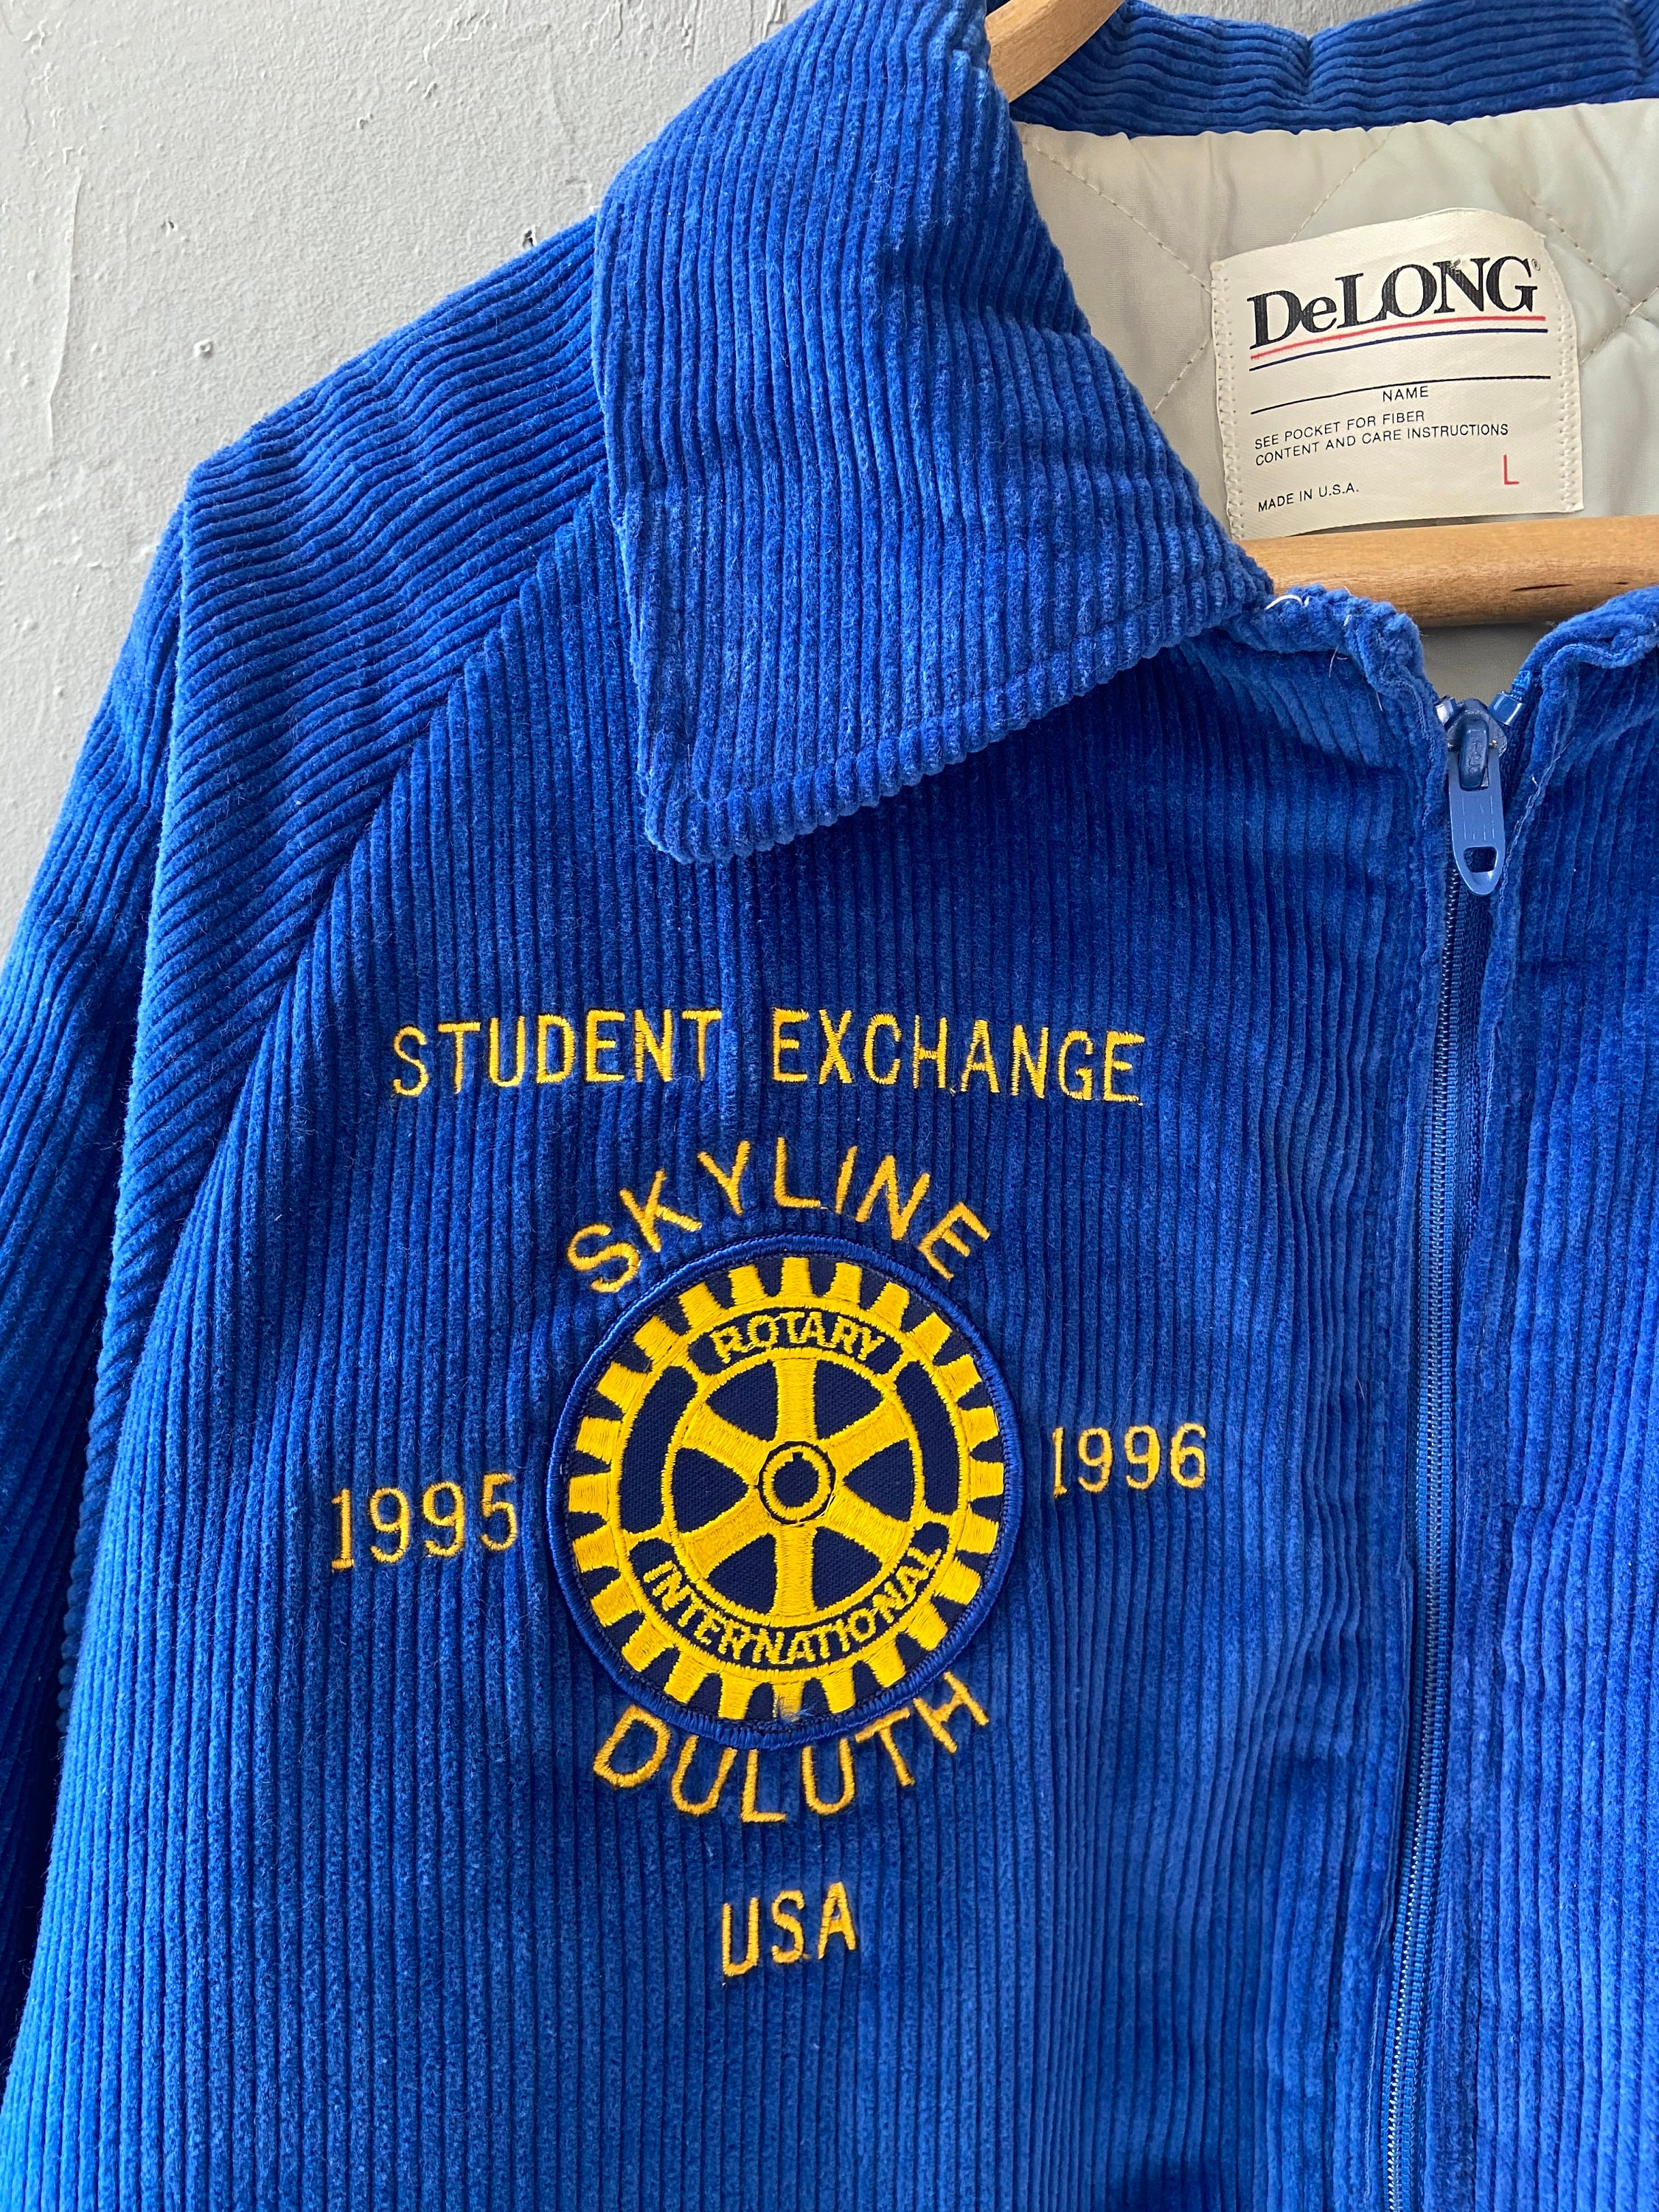 DeLONG®
NAME
SEE POCKET FOR FIBER
CONTENT AND CARE INSTRUCTIONS
L
MADE IN U.S.A.
STUDENT EXCHANGE
SKYLINE
ROTARY
1995 1996
INTERNATIONAL
DULUTH
USA